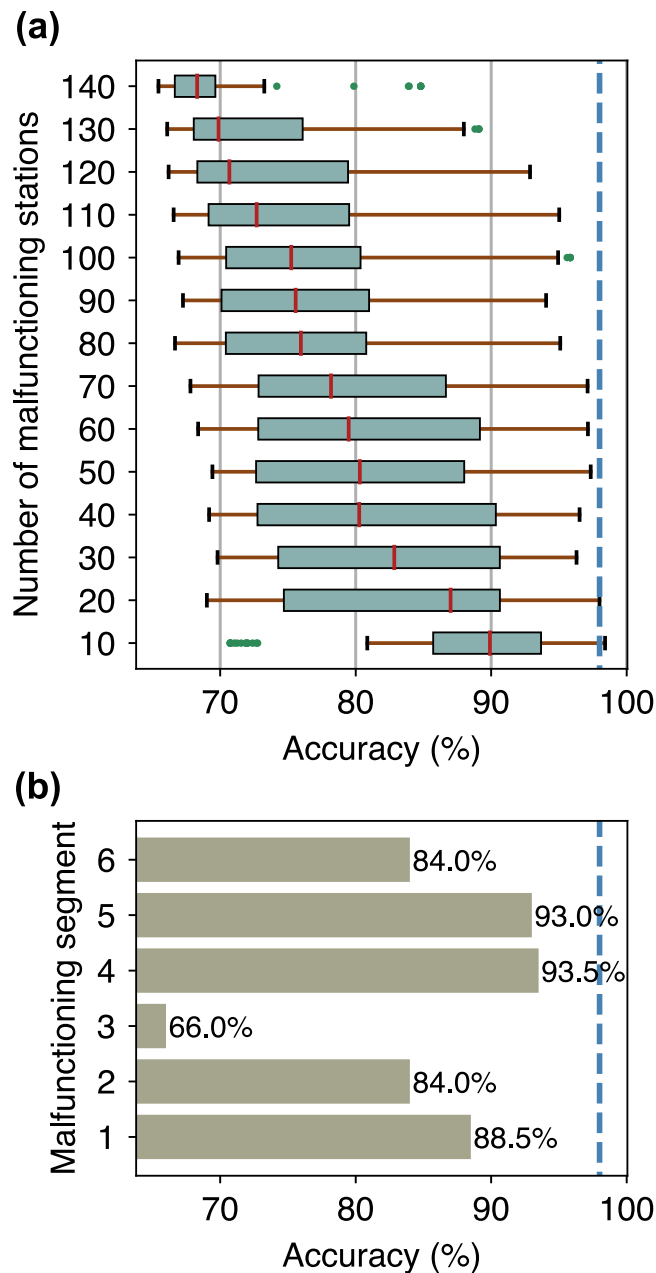 (a)
Number of malfunctioning stations
140
130
120
110
100
90
80
70
60
50
40
30
20
10
70 80 90 100
Accuracy (%)
(b)
Malfunctioning segment
6 84.0%
5 93.0%
4 93.5%
3 66.0%
2 84.0%
1 88.5%
70 80 90 100
Accuracy (%)